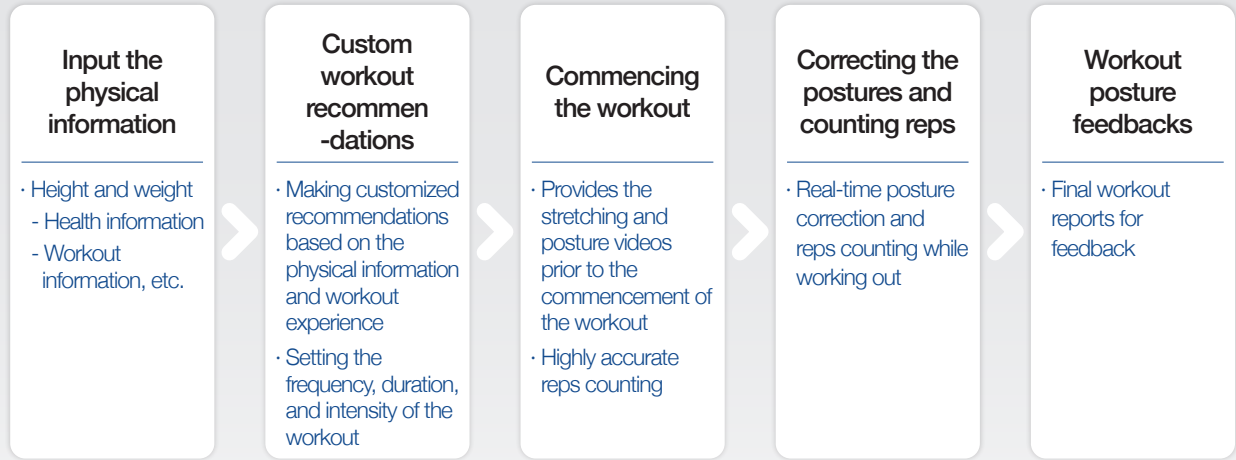 Input the
physical
information
· Height and weight
- Health information
- Workout
information, etc.
Custom
workout
recommen
-dations
· Making customized
recommendations
based on the
physical information
and workout
experience
· Setting the
frequency, duration,
and intensity of the
workout
Commencing
the workout
· Provides the
stretching and
posture videos
prior to the
commencement of
the workout
· Highly accurate
reps counting
Correcting the
postures and
counting reps
· Real-time posture
correction and
reps counting while
working out
Workout
posture
feedbacks
· Final workout
reports for
feedback